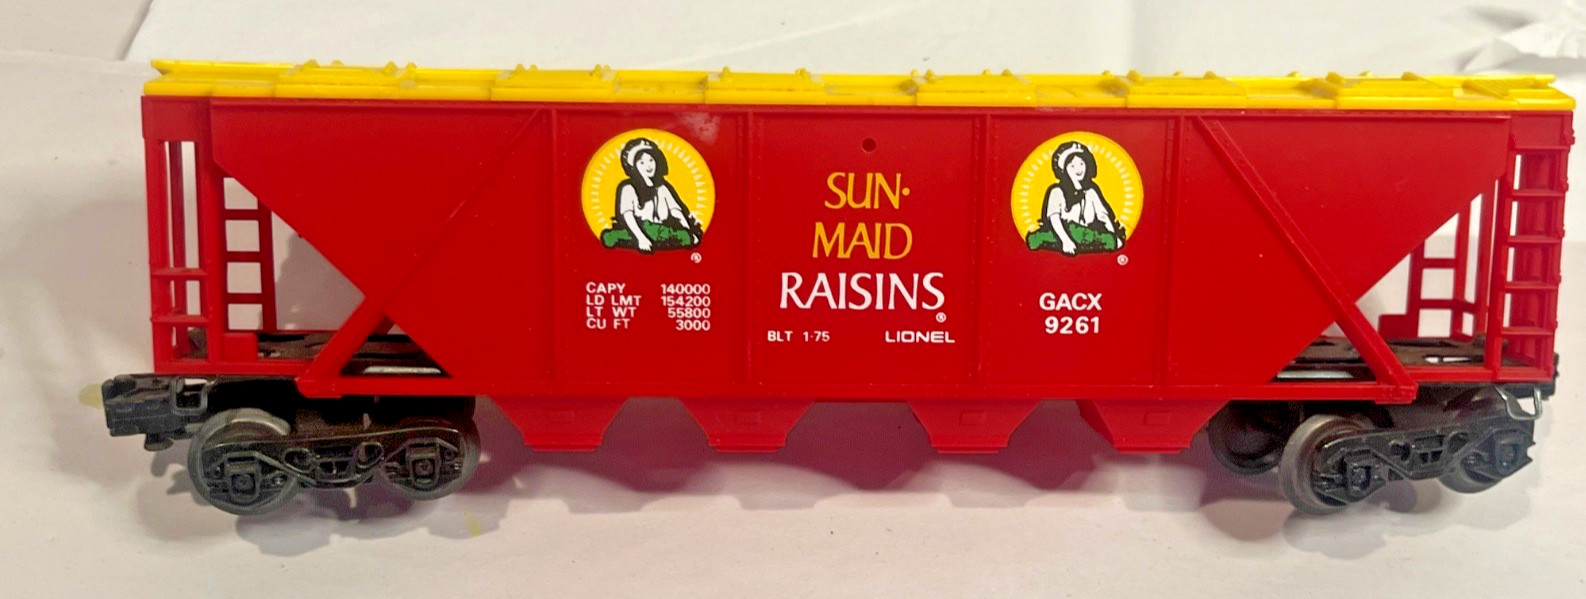 SUN·
MAID
RAISINS
®
BLT 1-75 LIONEL
®
CAPY 140000
LD LMT 154200
LT WT 55800
CU FT 3000
®
GACX
9261